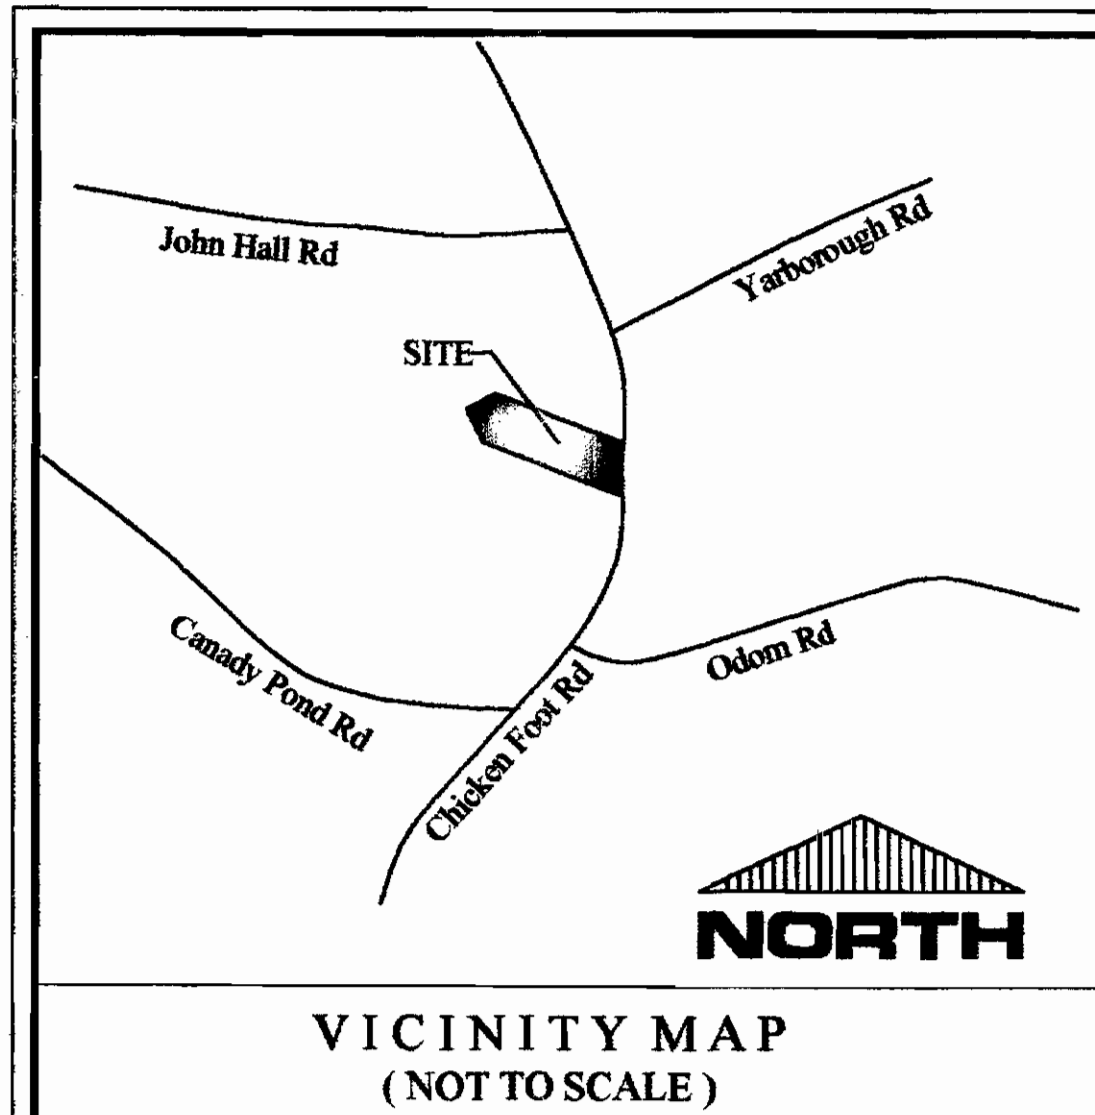 John Hall Rd
Yarborough Rd
SITE
Canady Pond Rd
Odom Rd
Chicken Foot Rd
NORTH
VICINITY MAP
( NOT TO SCALE )